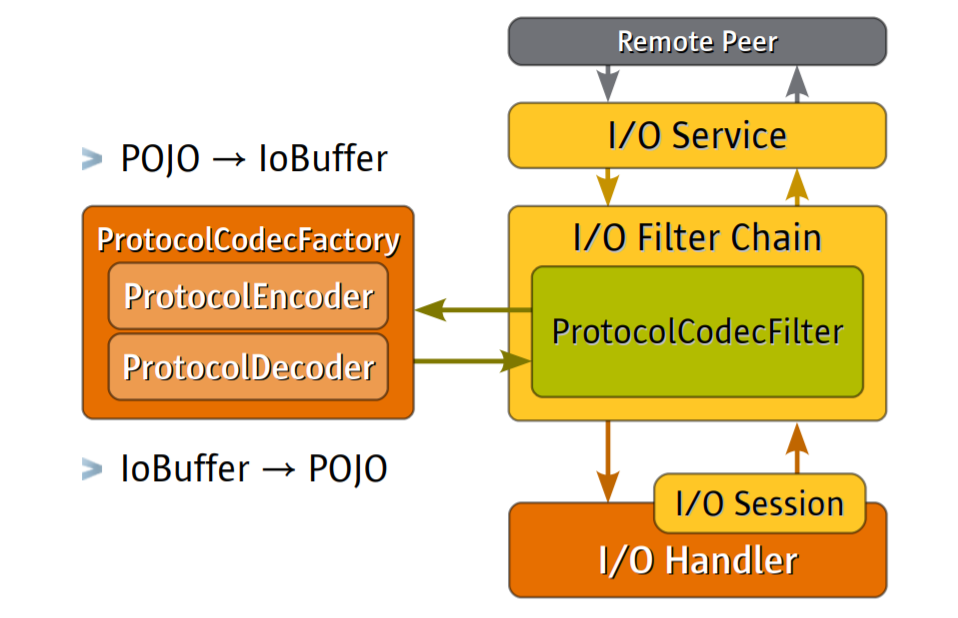 Remote Peer
I/O Service
> POJO → IoBuffer
I/O Filter Chain
ProtocolCodecFactory
ProtocolEncoder
ProtocolCodecFilter
ProtocolDecoder
> IoBuffer → POJO
I/O Session
I/O Handler